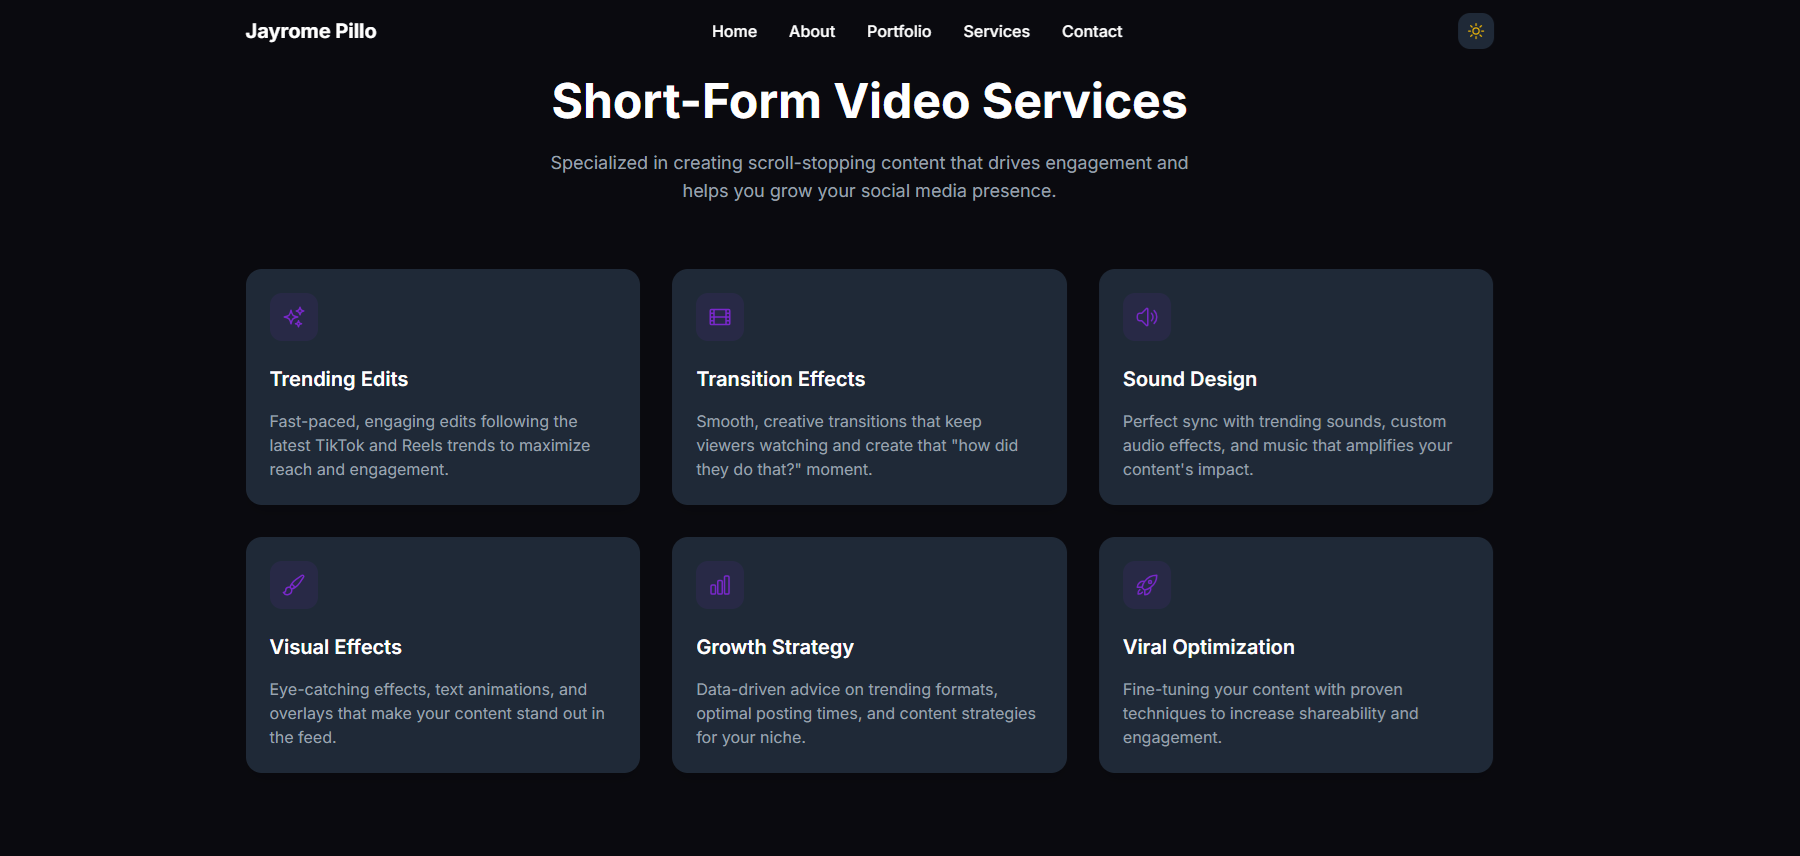 Jayrome Pillo
Home About Portfolio Services Contact
Short-Form Video Services
Specialized in creating scroll-stopping content that drives engagement and
helps you grow your social media presence.
Trending Edits
Fast-paced, engaging edits following the
latest TikTok and Reels trends to maximize
reach and engagement.
Transition Effects
Smooth, creative transitions that keep
viewers watching and create that "how did
they do that?" moment.
Sound Design
Perfect sync with trending sounds, custom
audio effects, and music that amplifies your
content's impact.
Visual Effects
Eye-catching effects, text animations, and
overlays that make your content stand out in
the feed.
Growth Strategy
Data-driven advice on trending formats,
optimal posting times, and content strategies
for your niche.
Viral Optimization
Fine-tuning your content with proven
techniques to increase shareability and
engagement.